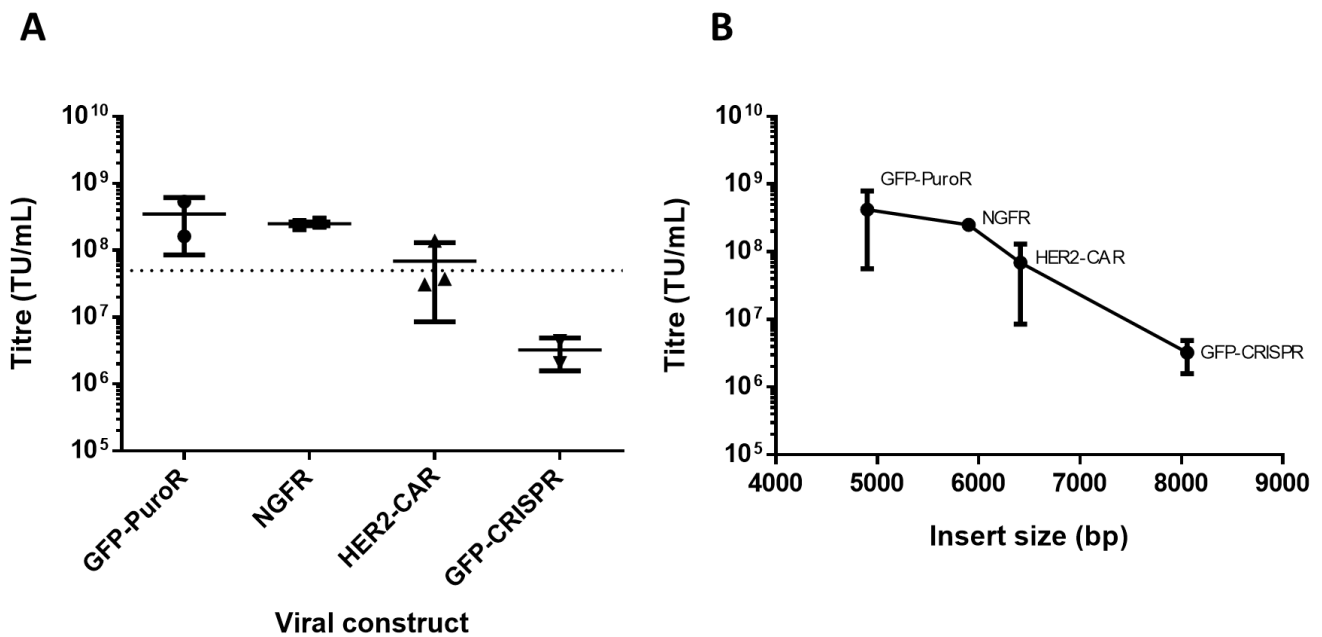 A
Titre (TU/mL)
10^10
10^9
10^8
10^7
10^6
10^5
GFP-PuroR
NGFR
HER2-CAR
GFP-CRISPR
Viral construct
B
Titre (TU/mL)
10^10
10^9
10^8
10^7
10^6
10^5
GFP-PuroR
NGFR
HER2-CAR
GFP-CRISPR
4000 5000 6000 7000 8000 9000
Insert size (bp)